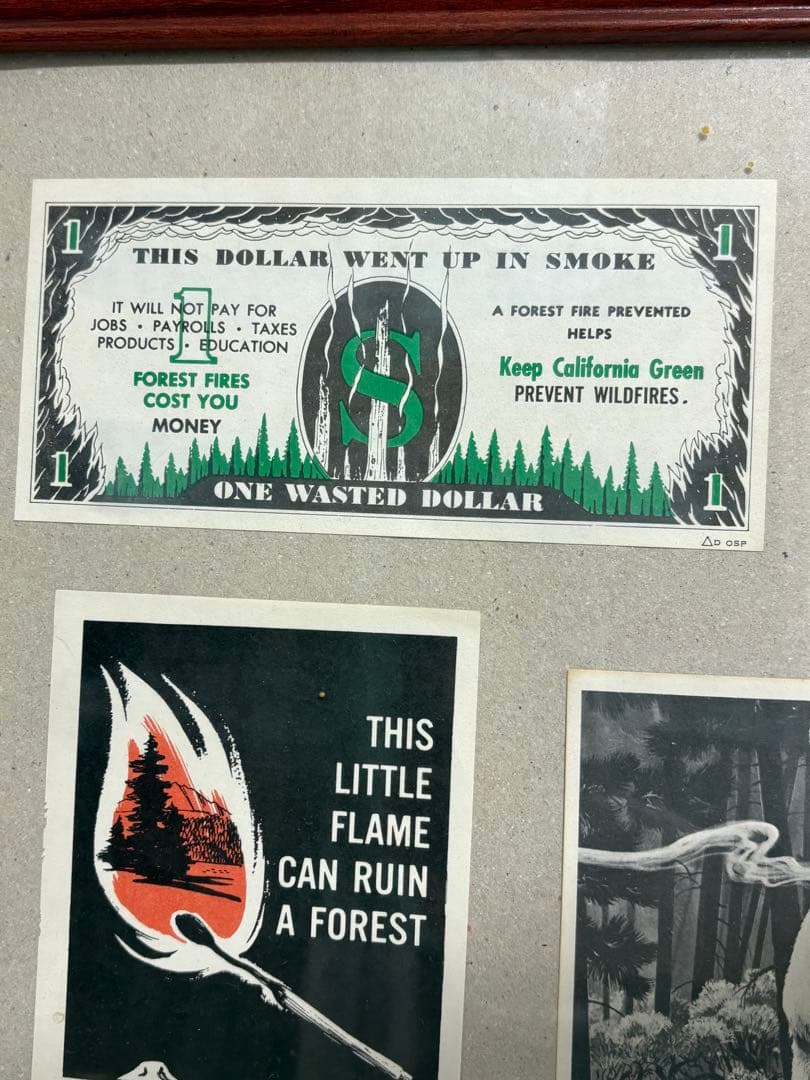 1
1
THIS DOLLAR WENT UP IN SMOKE
1
IT WILL NOT PAY FOR
JOBS • PAYROLLS • TAXES
PRODUCTS • EDUCATION
FOREST FIRES
COST YOU
MONEY
$
A FOREST FIRE PREVENTED
HELPS
Keep California Green
PREVENT WILDFIRES.
1
ONE WASTED DOLLAR
1
△D OSP
THIS
LITTLE
FLAME
CAN RUIN
A FOREST